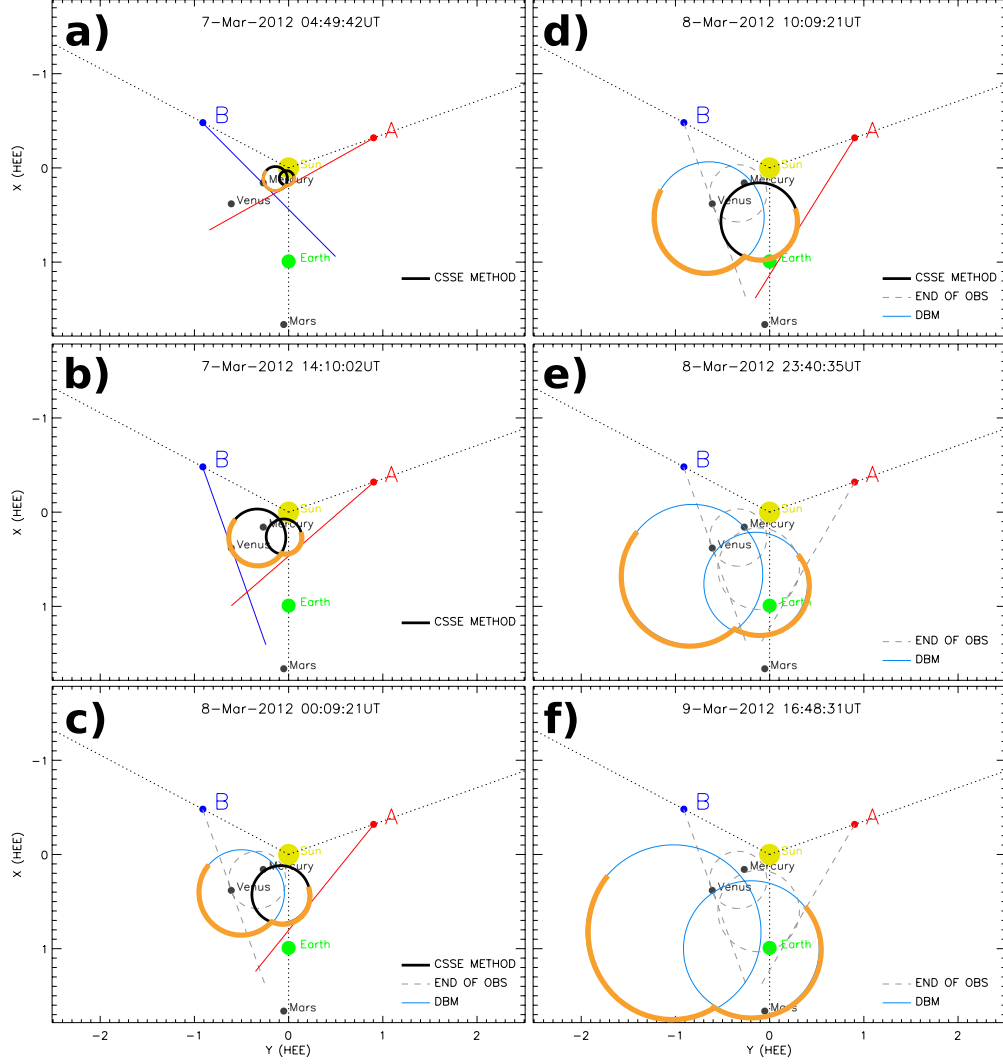 a)
7-Mar-2012 04:49:42UT
B
A
Sun
Mercury
Venus
Earth
Mars
CSSE METHOD
X (HEE)
-1
0
1
d)
8-Mar-2012 10:09:21UT
B
A
Sun
Mercury
Venus
Earth
Mars
CSSE METHOD
END OF OBS
DBM
b)
7-Mar-2012 14:10:02UT
B
A
Sun
Mercury
Venus
Earth
Mars
CSSE METHOD
X (HEE)
-1
0
1
e)
8-Mar-2012 23:40:35UT
B
A
Sun
Mercury
Venus
Earth
Mars
END OF OBS
DBM
c)
8-Mar-2012 00:09:21UT
B
A
Sun
Mercury
Venus
Earth
Mars
CSSE METHOD
END OF OBS
DBM
X (HEE)
-1
0
1
-2 -1 0 1 2
Y (HEE)
f)
9-Mar-2012 16:48:31UT
B
A
Sun
Mercury
Venus
Earth
Mars
END OF OBS
DBM
-2 -1 0 1 2
Y (HEE)